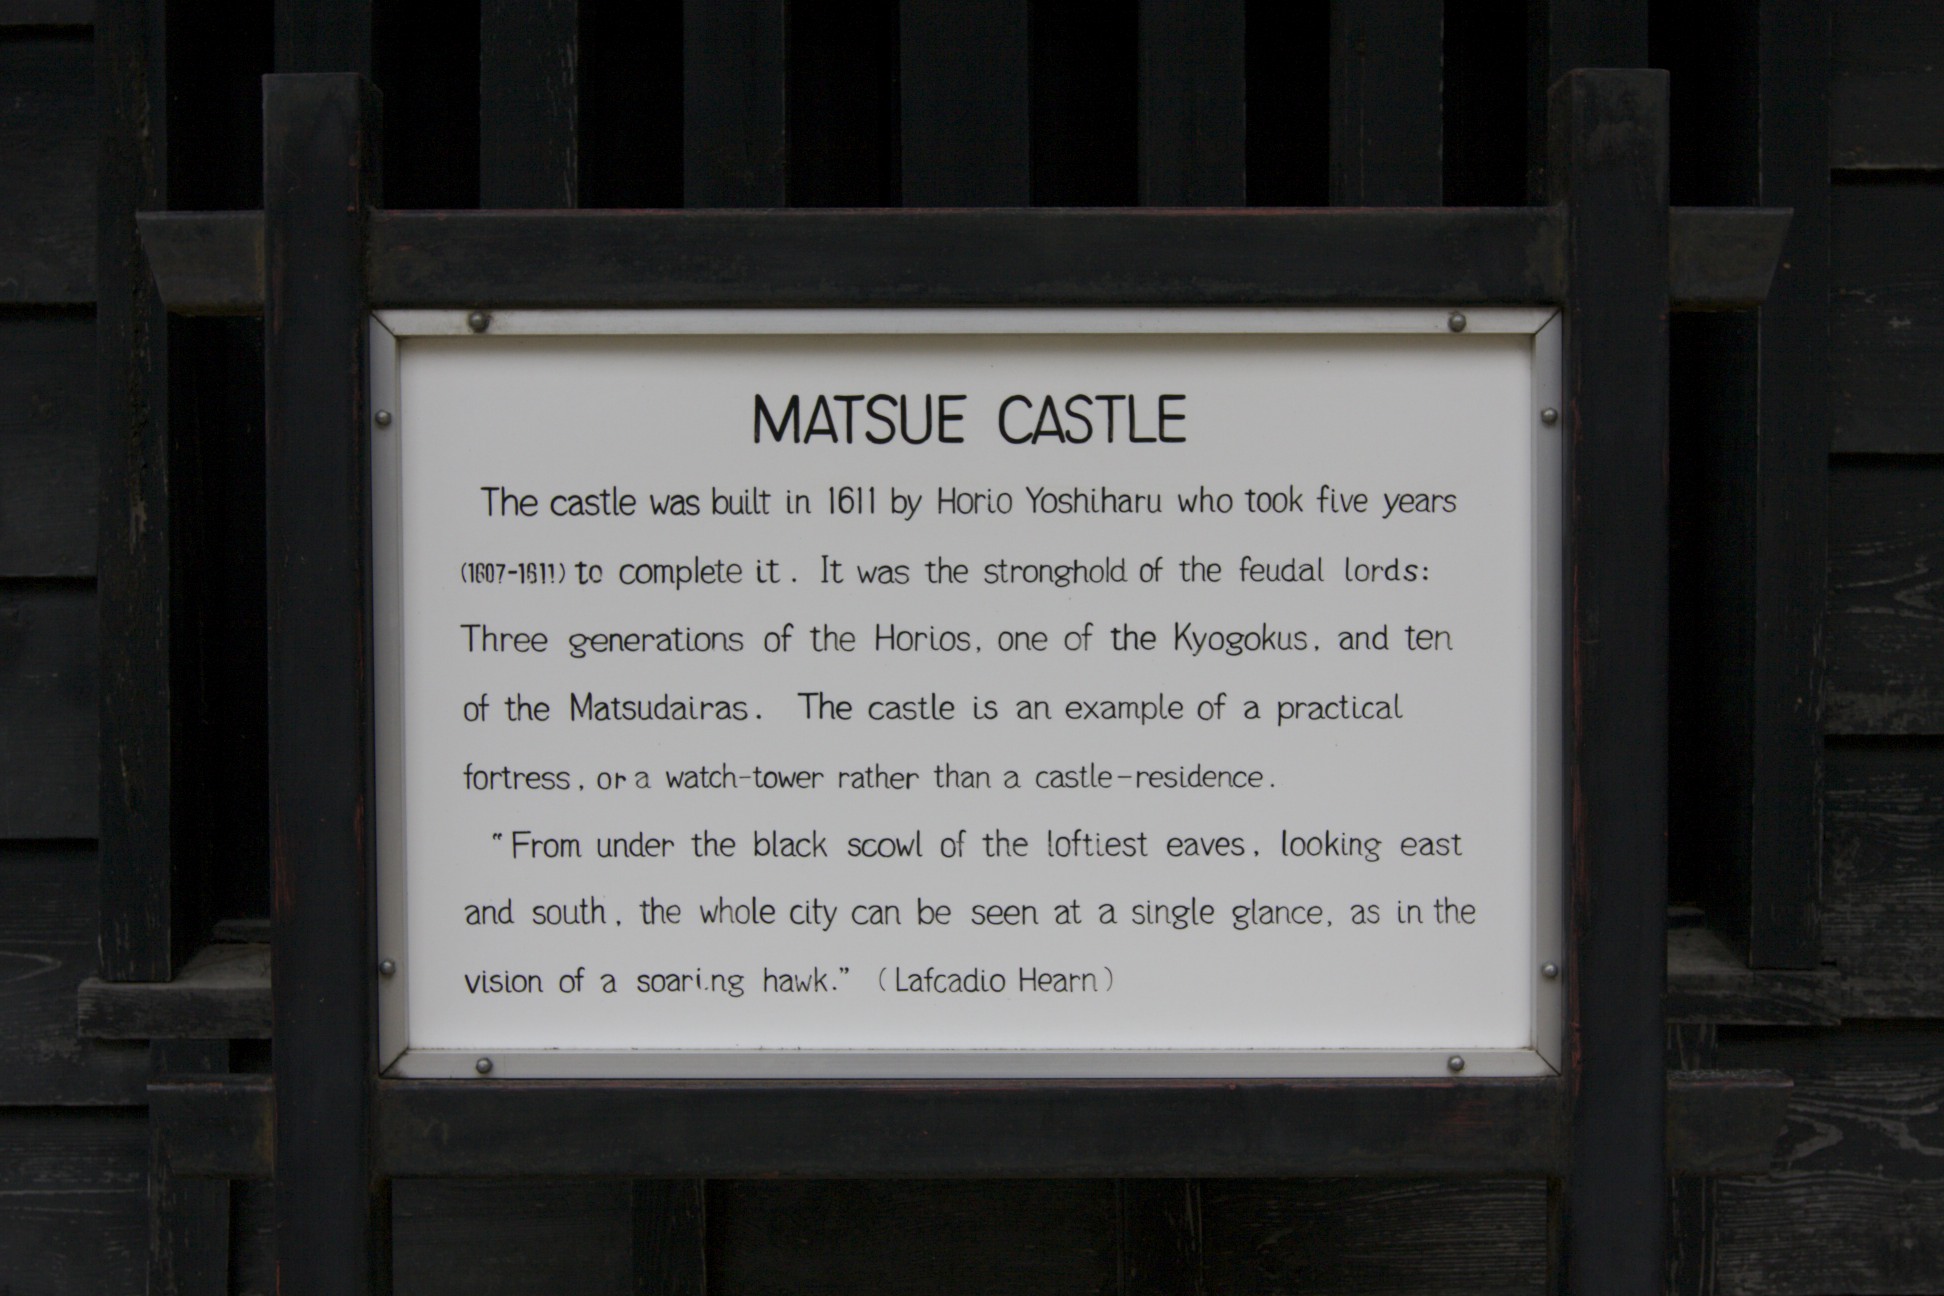 MATSUE CASTLE
The castle was built in 1611 by Horio Yoshiharu who took five years
(1607-1611) to complete it. It was the stronghold of the feudal lords:
Three generations of the Horios, one of the Kyogokus, and ten
of the Matsudairas. The castle is an example of a practical
fortress, or a watch-tower rather than a castle-residence.
"From under the black scowl of the loftiest eaves, looking east
and south, the whole city can be seen at a single glance, as in the
vision of a soaring hawk." (Lafcadio Hearn)